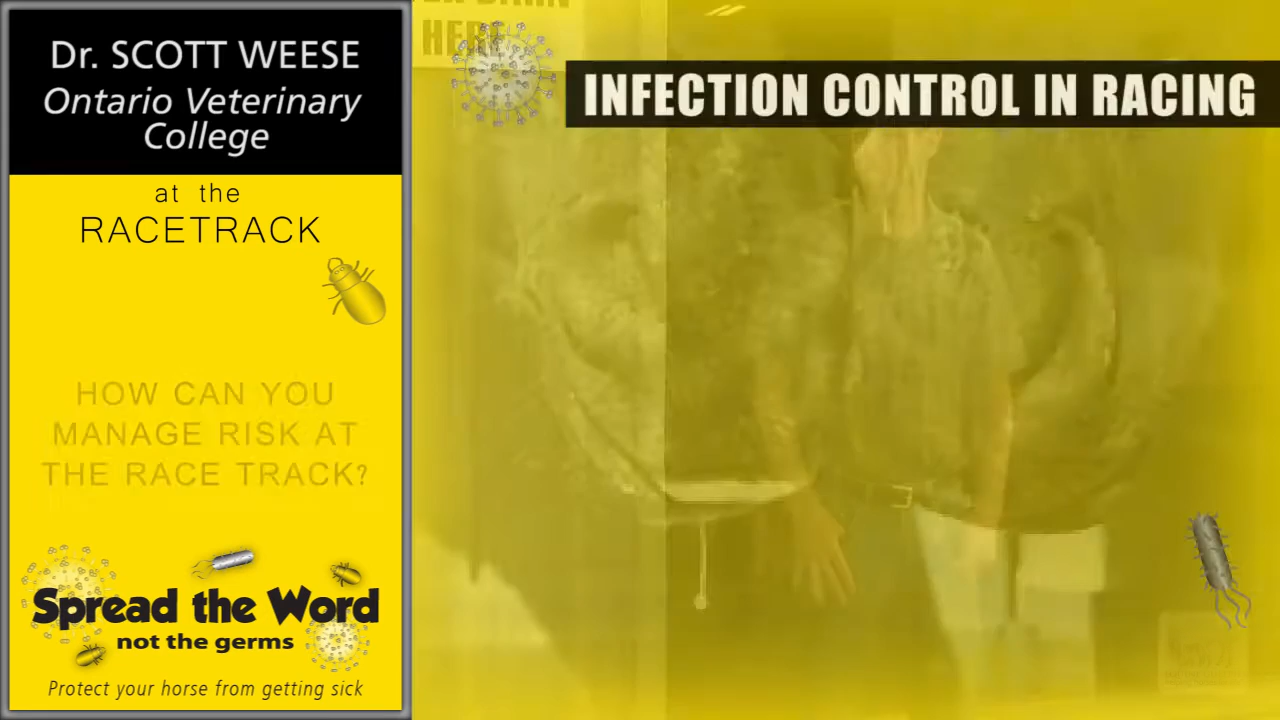 Dr. SCOTT WEESE
Ontario Veterinary
College
at the
RACETRACK
HOW CAN YOU
MANAGE RISK AT
THE RACE TRACK?
Spread the Word
not the germs
Protect your horse from getting sick
HERE
INFECTION CONTROL IN RACING